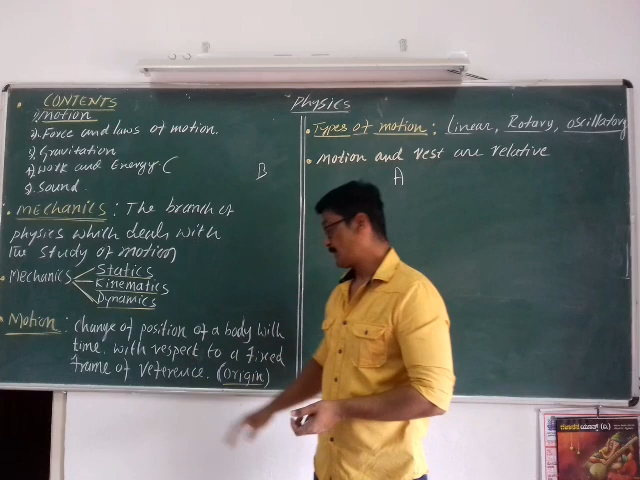 Physics
CONTENTS
1) Motion
2). Force and laws of motion.
3). Gravitation
4). Work and Energy. C
5). Sound.
B
• Mechanics : The branch of
physics which deals with
the study of motion
• Mechanics
Statics
Kinematics
Dynamics
• Motion : change of position of a body with
time. with respect to a fixed
frame of reference. (origin)
• Types of motion : Linear, Rotary, oscillatory
• Motion and rest are relative
A